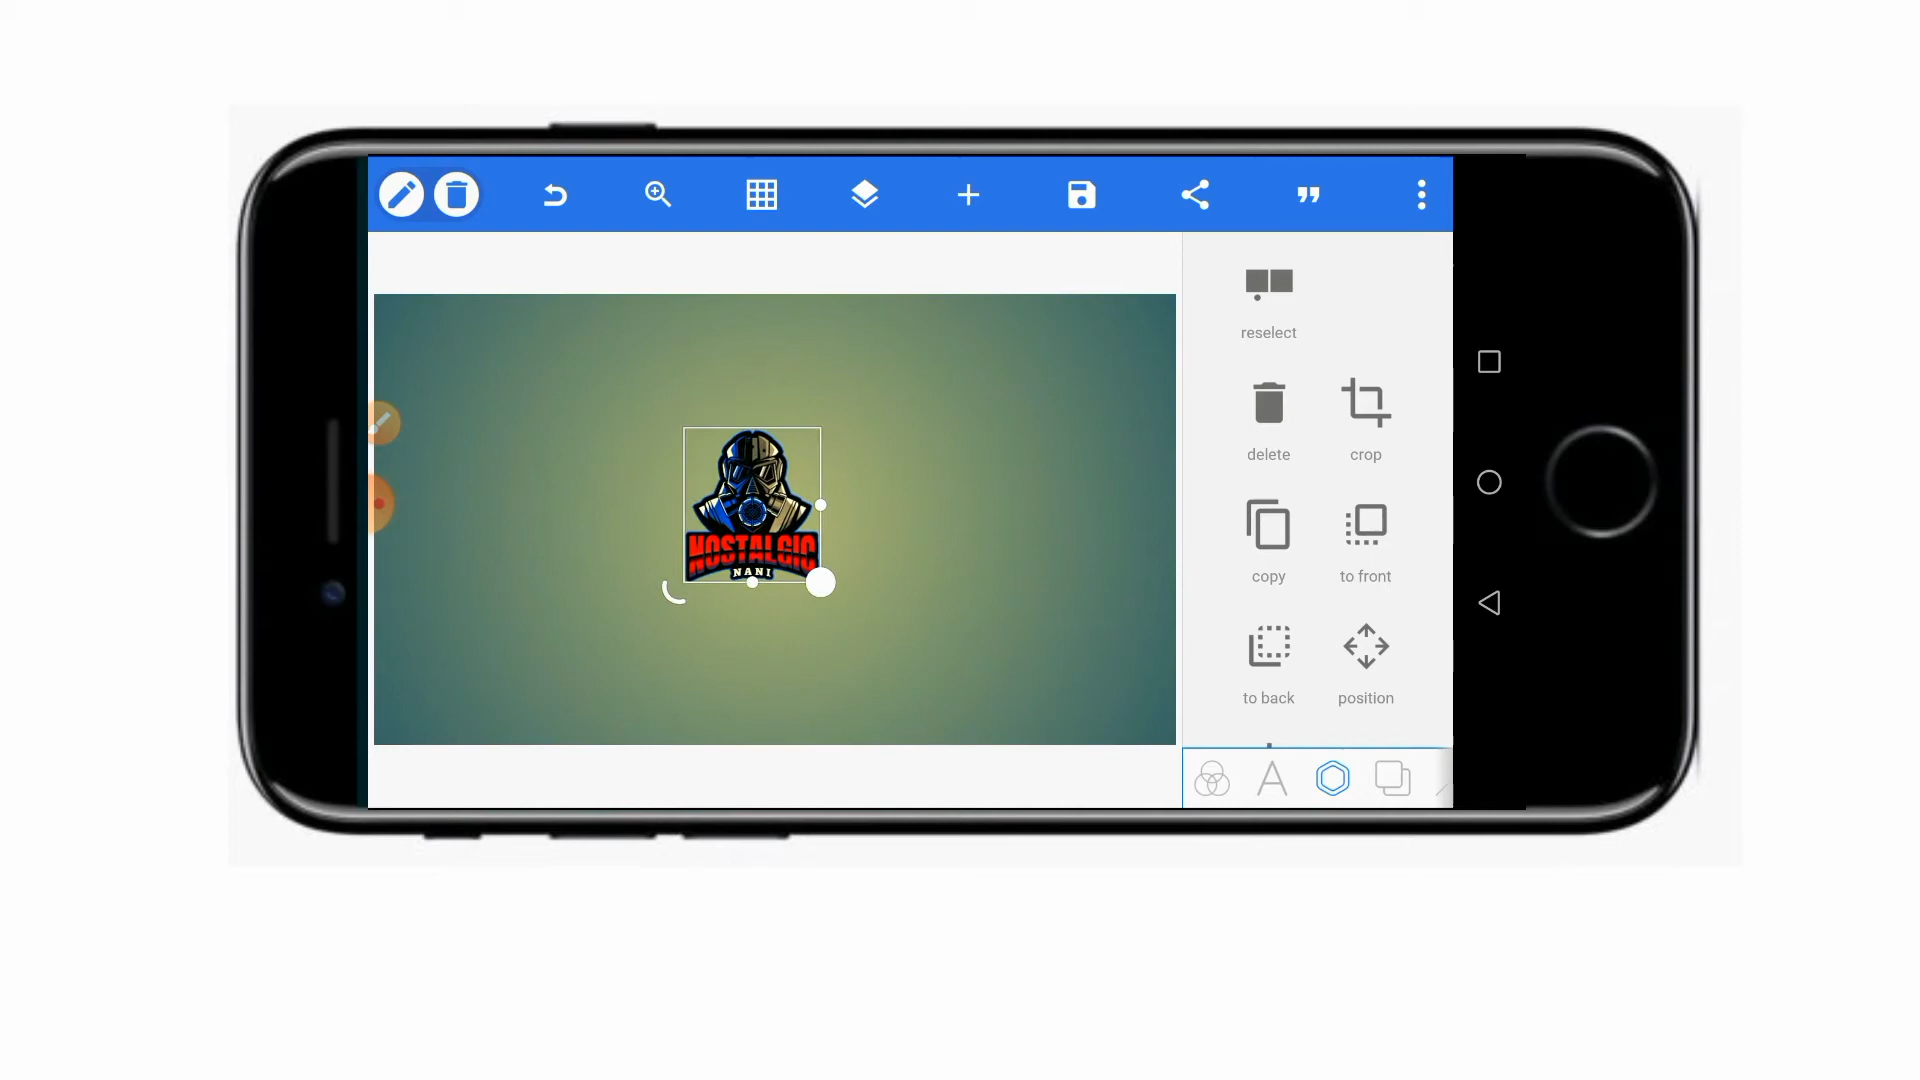 reselect
delete
crop
copy
to front
to back
position
NOSTALGIC
NANI